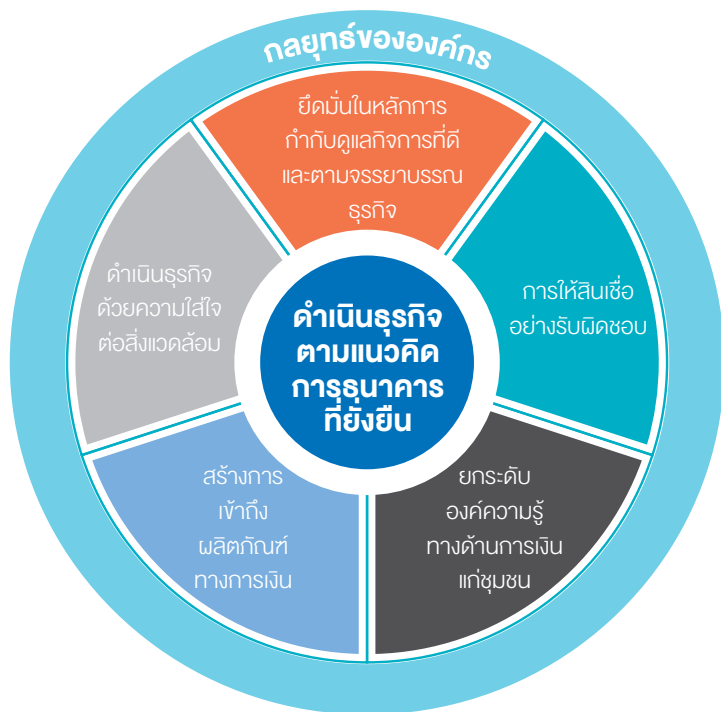 กลยุทธ์ขององค์กร
ยึดมั่นในหลักการ
กำกับดูแลกิจการที่ดี
และตามจรรยาบรรณ
ธุรกิจ
การให้สินเชื่อ
อย่างรับผิดชอบ
ยกระดับ
องค์ความรู้
ทางด้านการเงิน
แก่ชุมชน
สร้างการ
เข้าถึง
ผลิตภัณฑ์
ทางการเงิน
ดำเนินธุรกิจ
ด้วยความใส่ใจ
ต่อสิ่งแวดล้อม
ดำเนินธุรกิจ
ตามแนวคิด
การธนาคาร
ที่ยั่งยืน